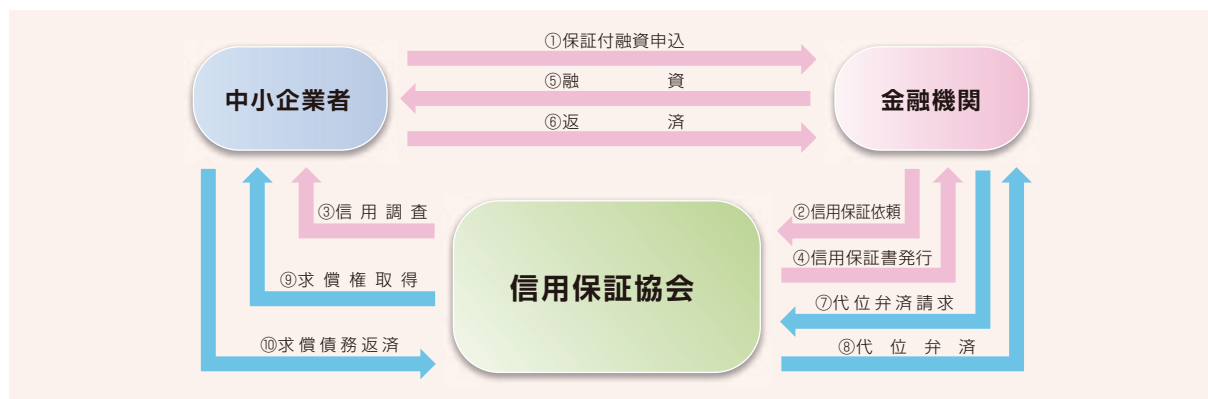 ①保証付融資申込
⑤融資
⑥返済
中小企業者
金融機関
③信用調査
②信用保証依頼
④信用保証書発行
⑨求償権取得
信用保証協会
⑦代位弁済請求
⑩求償債務返済
⑧代位弁済